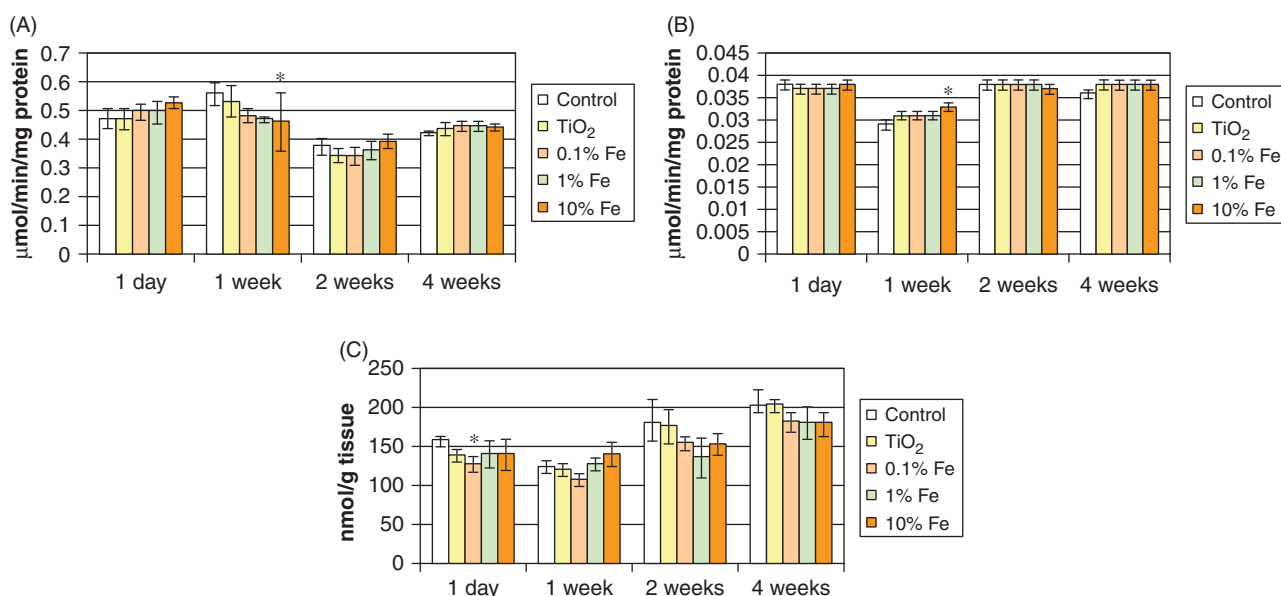 (A)
μmol/min/mg protein
0.7
0.6
0.5
0.4
0.3
0.2
0.1
0
*
1 day 1 week 2 weeks 4 weeks
Control
TiO₂
0.1% Fe
1% Fe
10% Fe
(B)
μmol/min/mg protein
0.045
0.04
0.035
0.03
0.025
0.02
0.015
0.01
0.005
0
*
1 day 1 week 2 weeks 4 weeks
Control
TiO₂
0.1% Fe
1% Fe
10% Fe
(C)
nmol/g tissue
250
200
150
100
50
0
*
1 day 1 week 2 weeks 4 weeks
Control
TiO₂
0.1% Fe
1% Fe
10% Fe